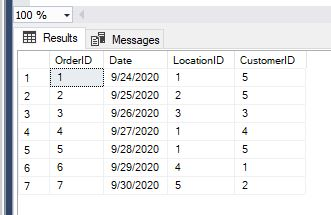 100 %
Results Messages
OrderID Date LocationID CustomerID
1 1 9/24/2020 1 5
2 2 9/25/2020 2 5
3 3 9/26/2020 3 3
4 4 9/27/2020 1 4
5 5 9/28/2020 1 5
6 6 9/29/2020 4 1
7 7 9/30/2020 5 2